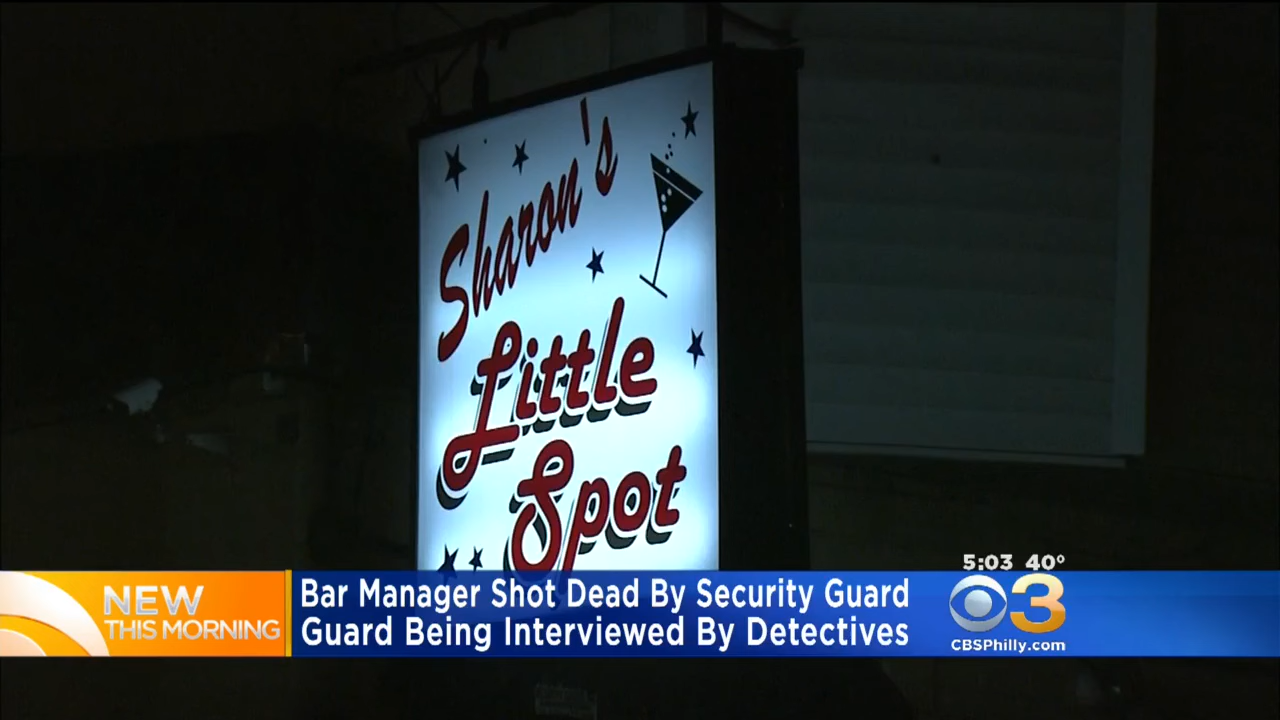 Sharon's
Little
Spot
5:03 40°
NEW
THIS MORNING
Bar Manager Shot Dead By Security Guard
Guard Being Interviewed By Detectives
3
CBSPhilly.com